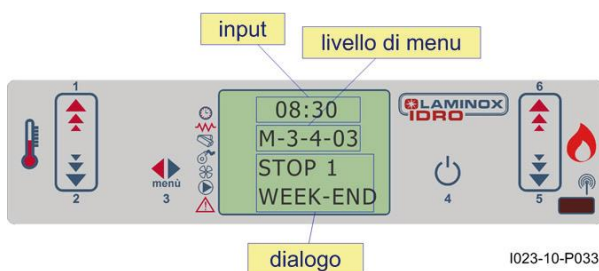 input
livello di menu
1
6
08:30
LAMINOX
IDRO
M-3-4-03
STOP 1
WEEK-END
menù
2
3
4
5
dialogo
I023-10-P033